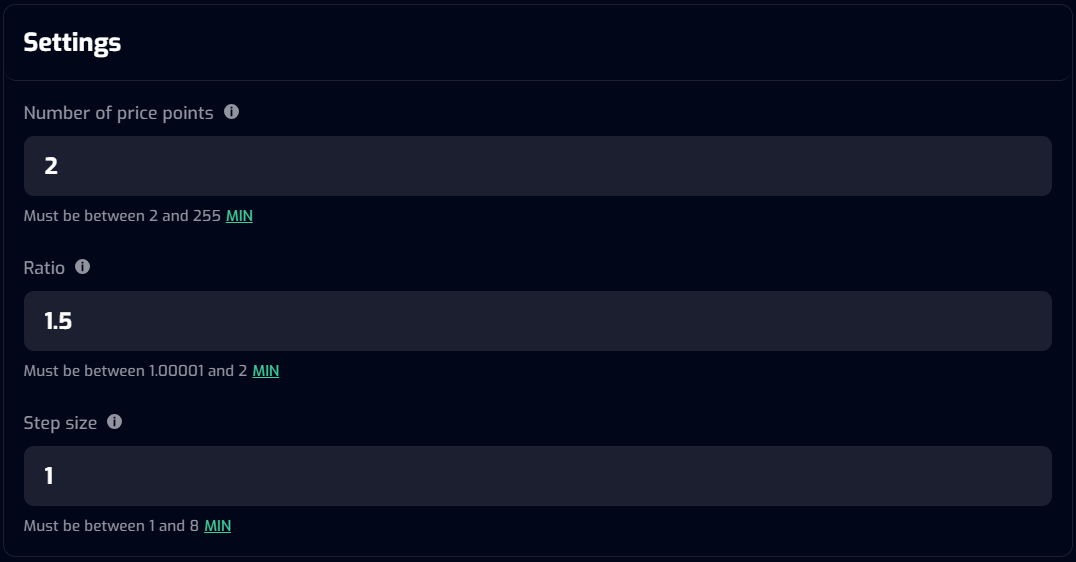 Settings
Number of price points
2
Must be between 2 and 255 MIN
Ratio
1.5
Must be between 1.00001 and 2 MIN
Step size
1
Must be between 1 and 8 MIN